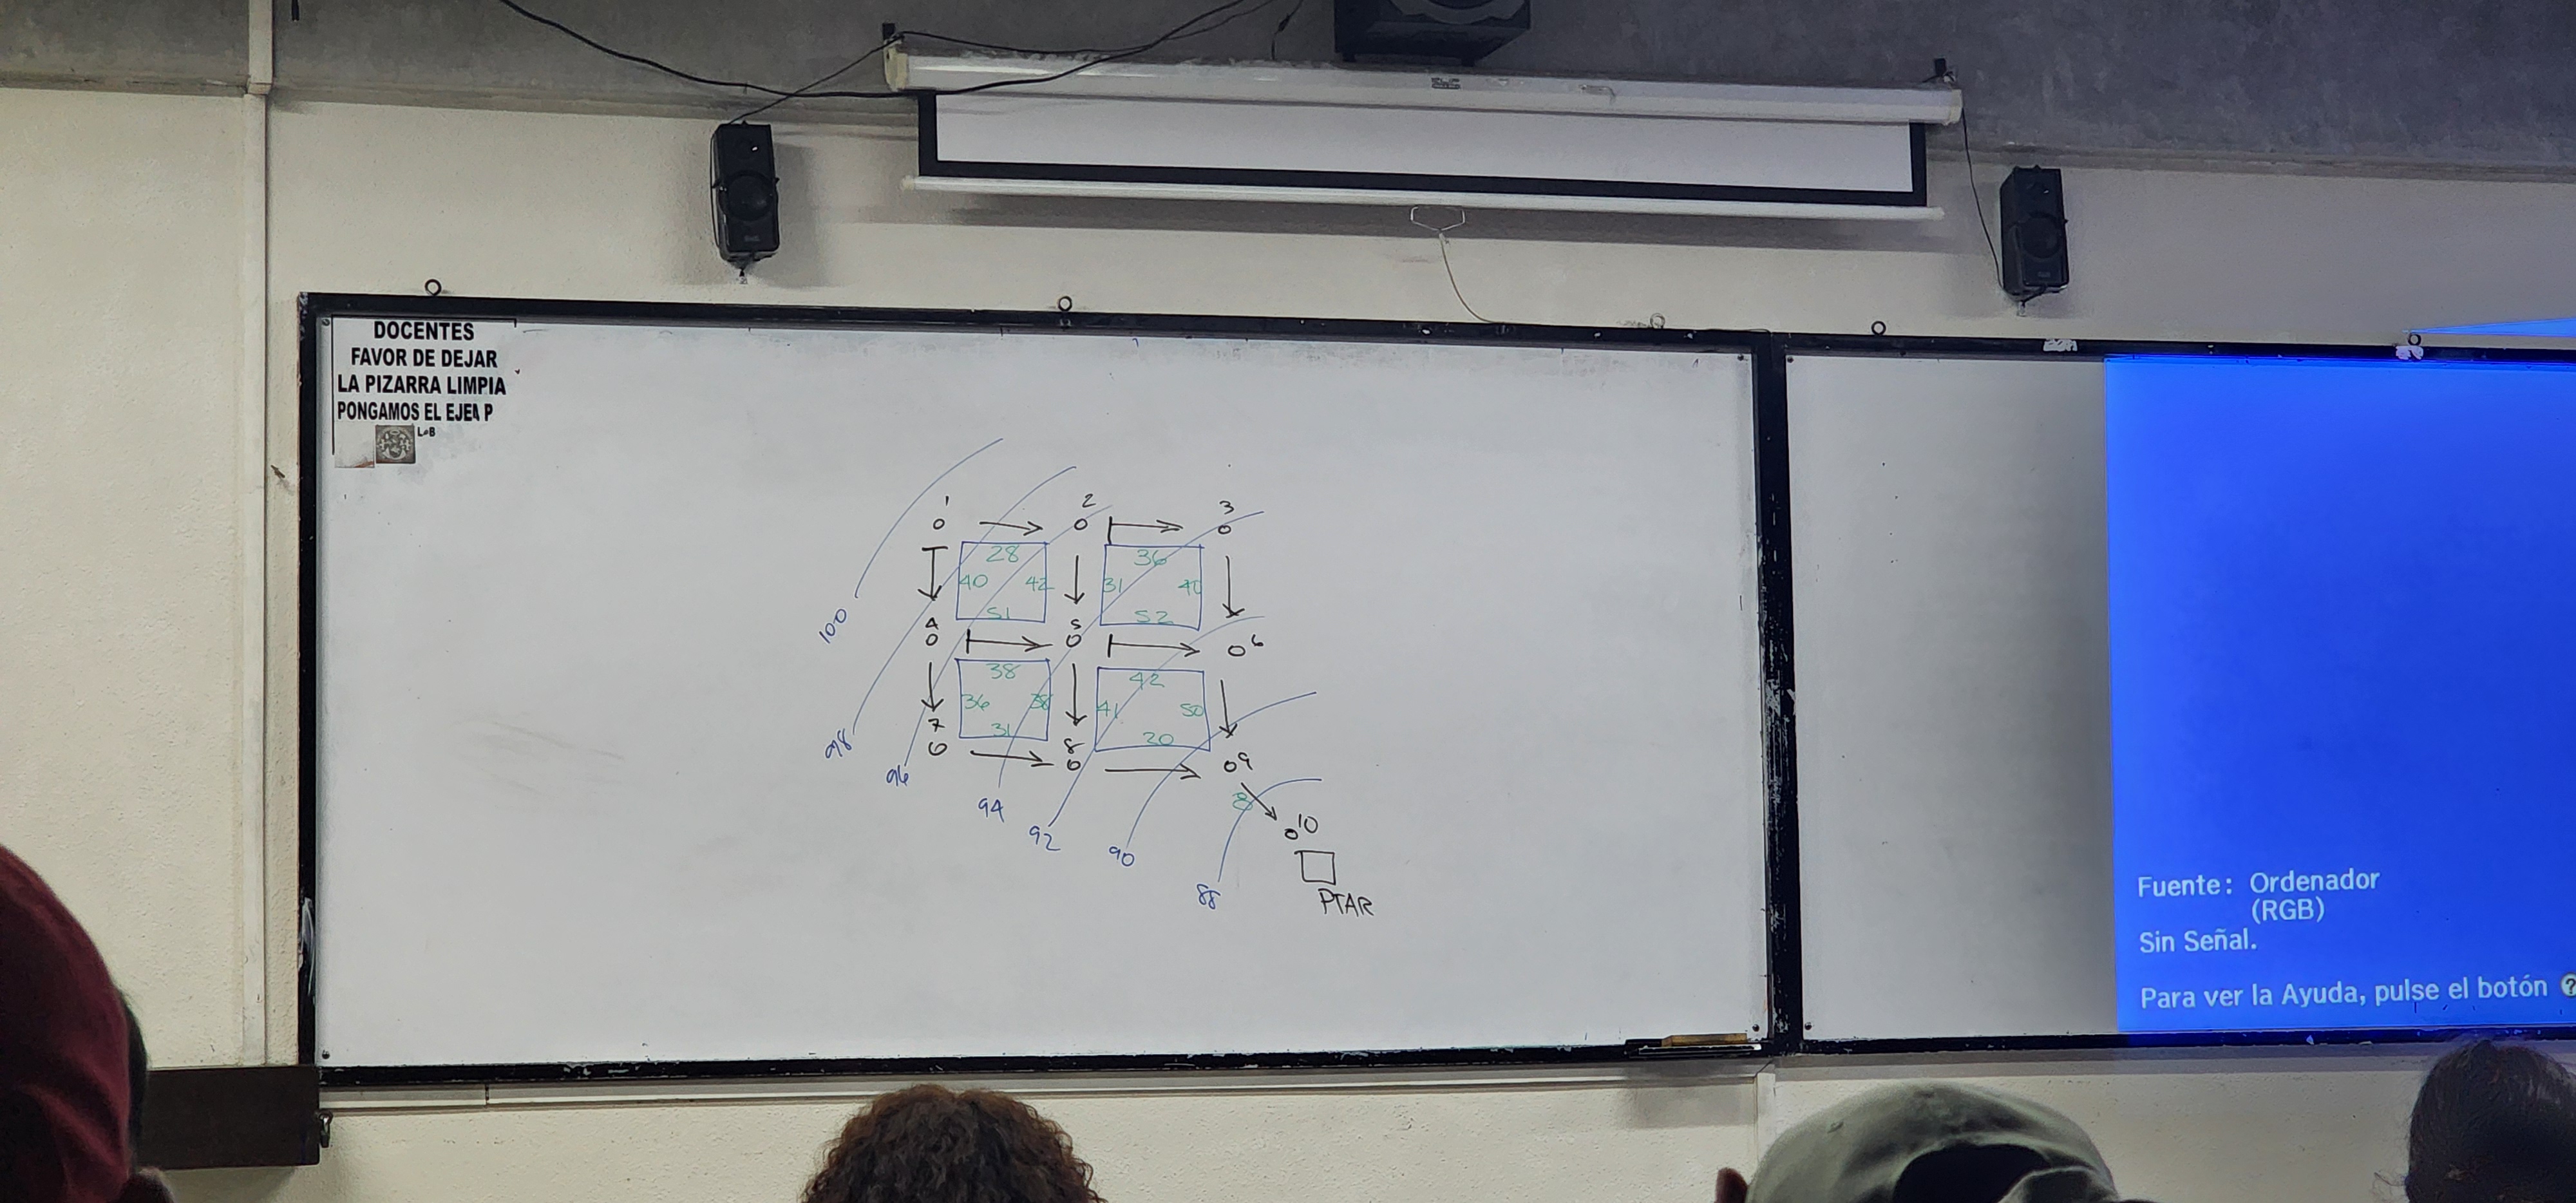 DOCENTES
FAVOR DE DEJAR
LA PIZARRA LIMPIA
PONGAMOS EL EJE P
1 2 3
28 36
40 42 31 40
51 52
4 5 6
38 42
36 38 41 50
31 20
7 8 9
8
10
PTAR
100
98
96
94
92
90
88
Fuente: Ordenador
(RGB)
Sin Señal.
Para ver la Ayuda, pulse el botón ?